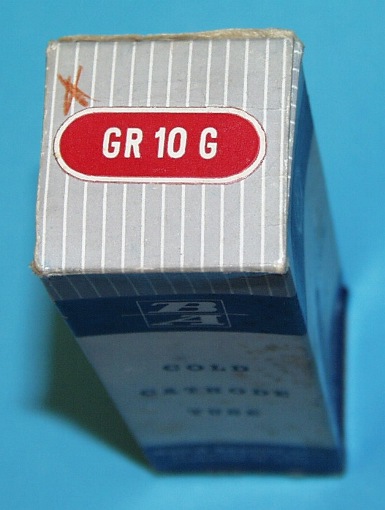 GR 10 G
COLD
CATHODE
TUBE